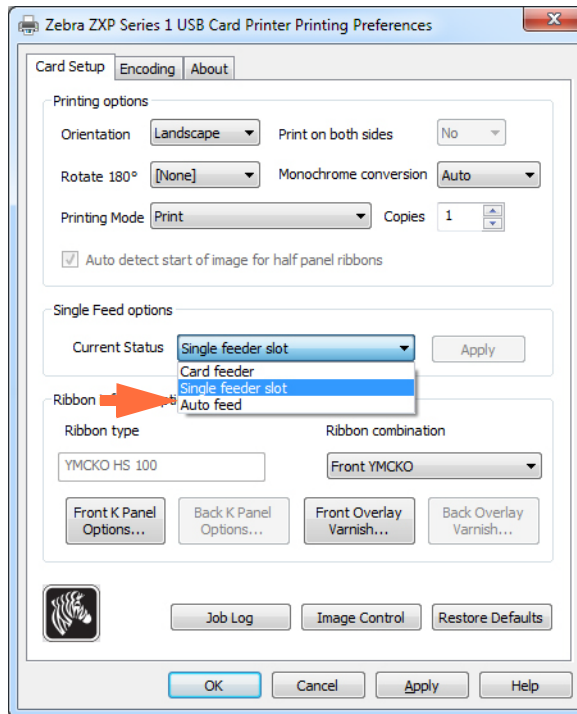 Zebra ZXP Series 1 USB Card Printer Printing Preferences
Card Setup Encoding About
Printing options
Orientation Landscape Print on both sides No
Rotate 180° [None] Monochrome conversion Auto
Printing Mode Print Copies 1
Auto detect start of image for half panel ribbons
Single Feed options
Current Status Single feeder slot Apply
Card feeder
Single feeder slot
Ribbon Auto feed
Ribbon type Ribbon combination
YMCKO HS 100 Front YMCKO
Front K Panel Back K Panel Front Overlay Back Overlay
Options... Options... Varnish... Varnish...
Job Log Image Control Restore Defaults
OK Cancel Apply Help